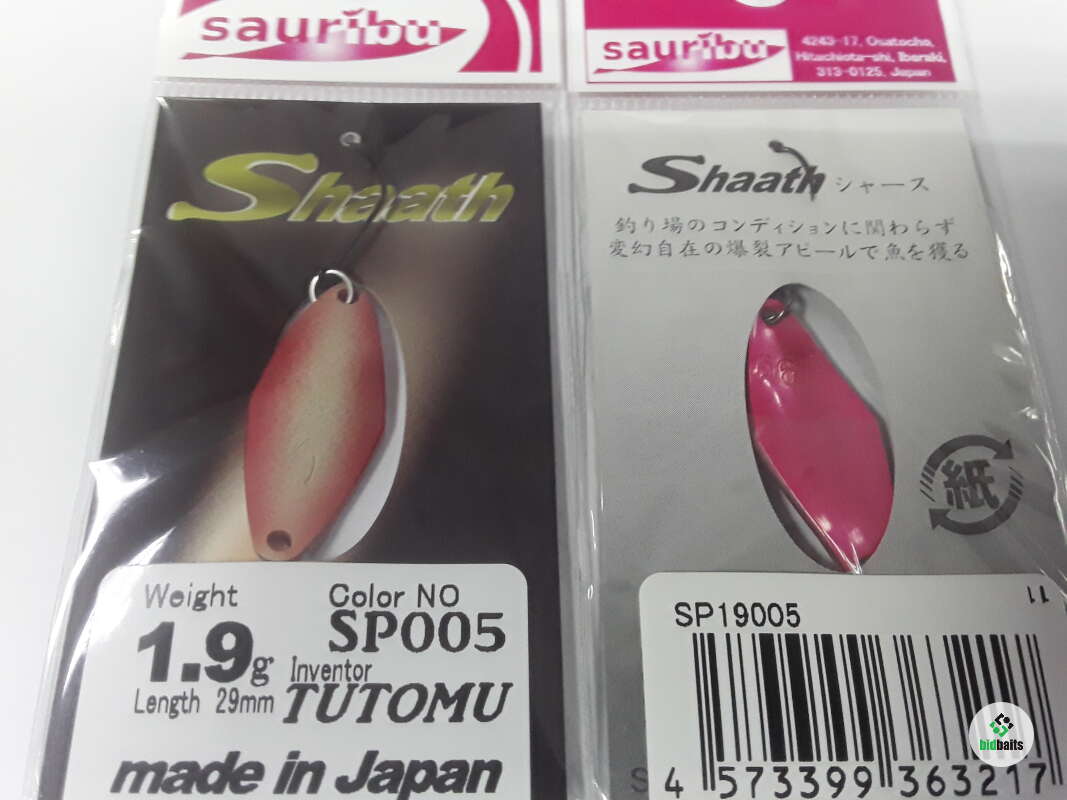 sauribu
Shaath
Weight
1.9g
Length 29mm
Color NO
SP005
Inventor
TUTOMU
made in Japan
sauribu
4243-17, Osatocho,
Hitachiota-shi, Ibaraki,
313-0125, Japan
Shaath シャース
釣り場のコンディションに関わらず
変幻自在の爆裂アピールで魚を獲る
紙
SP19005
11
S
4 573399 363217
bidbaits